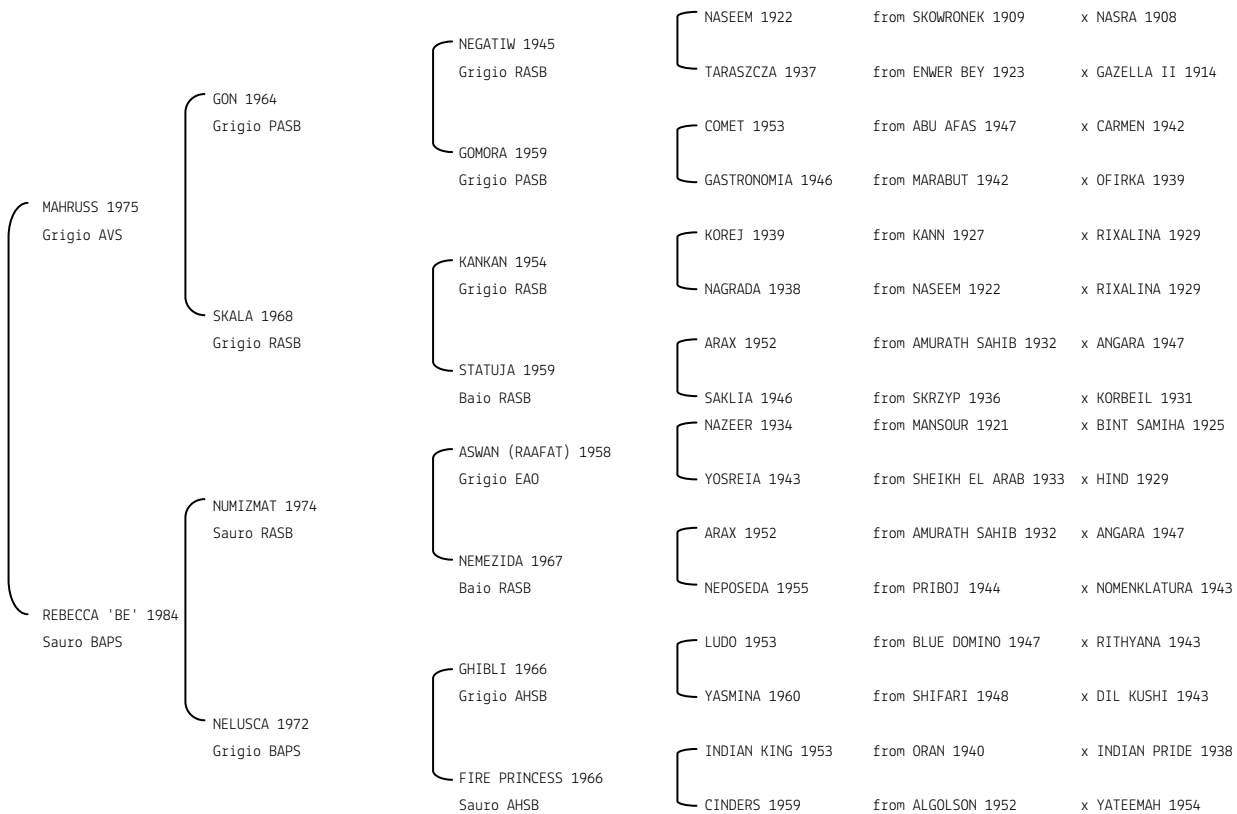 NASEEM 1922 from SKOWRONEK 1909 x NASRA 1908
NEGATIW 1945
Grigio RASB TARASZCZA 1937 from ENWER BEY 1923 x GAZELLA II 1914
GON 1964
Grigio PASB COMET 1953 from ABU AFAS 1947 x CARMEN 1942
GOMORA 1959
Grigio PASB GASTRONOMIA 1946 from MARABUT 1942 x OFIRKA 1939
MAHRUSS 1975
Grigio AVS KOREJ 1939 from KANN 1927 x RIXALINA 1929
KANKAN 1954
Grigio RASB NAGRADA 1938 from NASEEM 1922 x RIXALINA 1929
SKALA 1968
Grigio RASB ARAX 1952 from AMURATH SAHIB 1932 x ANGARA 1947
STATUJA 1959
Baio RASB SAKLIA 1946 from SKRZYP 1936 x KORBEIL 1931
NAZEER 1934 from MANSOUR 1921 x BINT SAMIHA 1925
ASWAN (RAAFAT) 1958
Grigio EAO YOSREIA 1943 from SHEIKH EL ARAB 1933 x HIND 1929
NUMIZMAT 1974
Sauro RASB ARAX 1952 from AMURATH SAHIB 1932 x ANGARA 1947
NEMEZIDA 1967
Baio RASB NEPOSEDA 1955 from PRIBOJ 1944 x NOMENKLATURA 1943
REBECCA 'BE' 1984
Sauro BAPS LUDO 1953 from BLUE DOMINO 1947 x RITHYANA 1943
GHIBLI 1966
Grigio AHSB YASMINA 1960 from SHIFARI 1948 x DIL KUSHI 1943
NELUSCA 1972
Grigio BAPS INDIAN KING 1953 from ORAN 1940 x INDIAN PRIDE 1938
FIRE PRINCESS 1966
Sauro AHSB CINDERS 1959 from ALGOLSON 1952 x YATEEMAH 1954